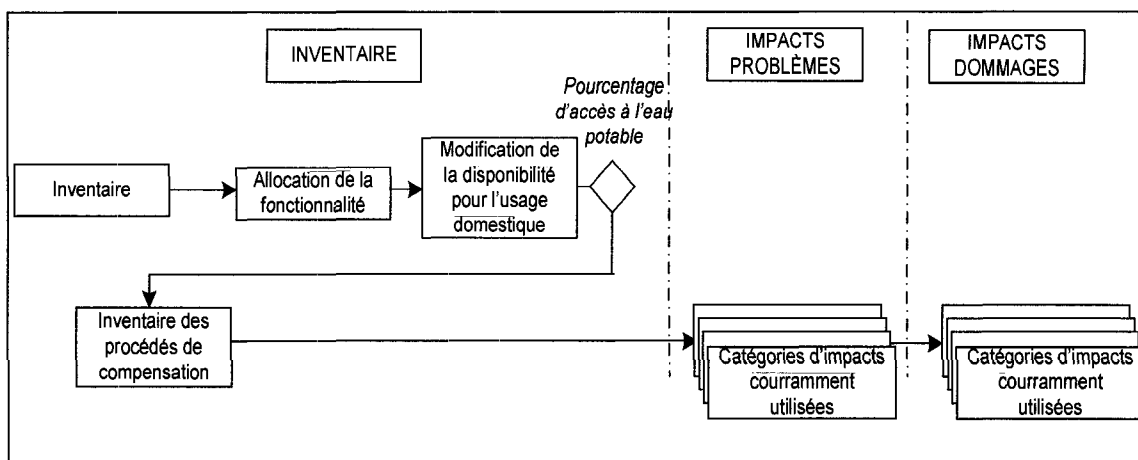 INVENTAIRE
IMPACTS
PROBLÈMES
IMPACTS
DOMMAGES
Pourcentage
d'accès à l'eau
potable
Inventaire
Allocation de la
fonctionnalité
Modification de
la disponibilité
pour l'usage
domestique
Inventaire des
procédés de
compensation
Catégories d'impacts
courramment
utilisées
Catégories d'impacts
courramment
utilisées